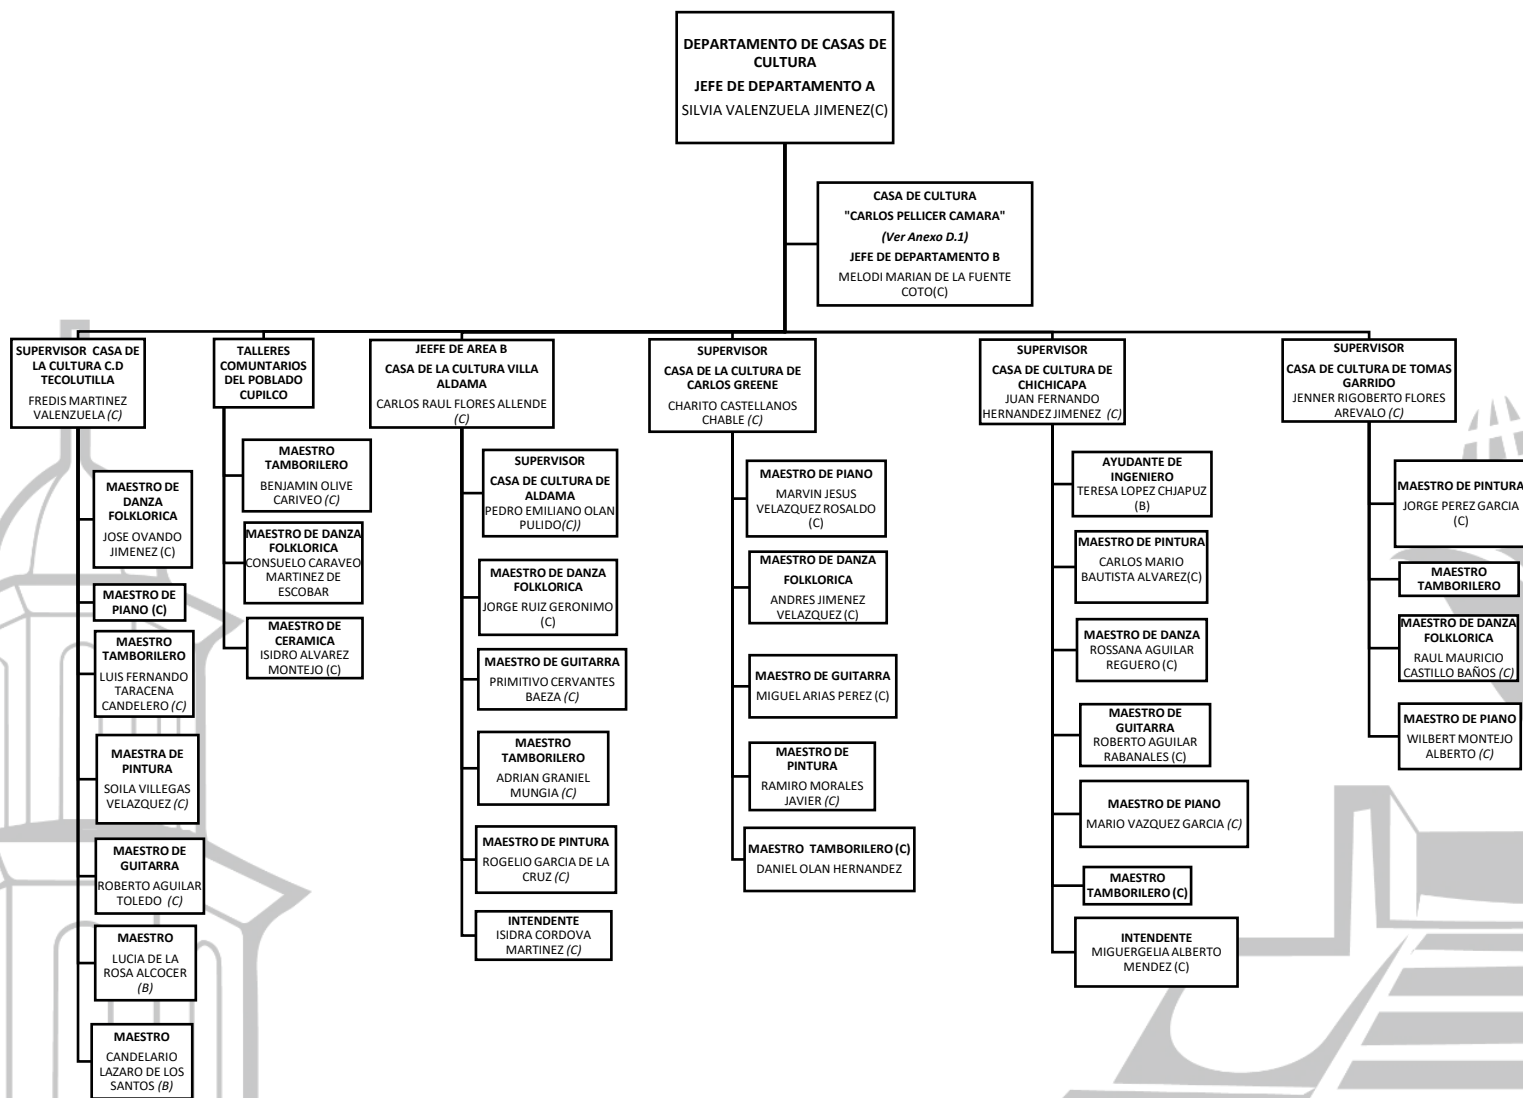 DEPARTAMENTO DE CASAS DE
CULTURA
JEFE DE DEPARTAMENTO A
SILVIA VALENZUELA JIMENEZ(C)
CASA DE CULTURA
"CARLOS PELLICER CAMARA"
(Ver Anexo D.1)
JEFE DE DEPARTAMENTO B
MELODI MARIAN DE LA FUENTE
COTO(C)
SUPERVISOR CASA DE
LA CULTURA C.D
TECOLUTILLA
FREDIS MARTINEZ
VALENZUELA (C)
MAESTRO DE
DANZA
FOLKLORICA
JOSE OVANDO
JIMENEZ (C)
MAESTRO DE
PIANO (C)
MAESTRO
TAMBORILERO
LUIS FERNANDO
TARACENA
CANDELERO (C)
MAESTRA DE
PINTURA
SOILA VILLEGAS
VELAZQUEZ (C)
MAESTRO DE
GUITARRA
ROBERTO AGUILAR
TOLEDO (C)
MAESTRO
LUCIA DE LA
ROSA ALCOCER
(B)
MAESTRO
CANDELARIO
LAZARO DE LOS
SANTOS (B)
TALLERES
COMUNTARIOS
DEL POBLADO
CUPILCO
MAESTRO
TAMBORILERO
BENJAMIN OLIVE
CARIVEO (C)
MAESTRO DE DANZA
FOLKLORICA
CONSUELO CARAVEO
MARTINEZ DE
ESCOBAR
MAESTRO DE
CERAMICA
ISIDRO ALVAREZ
MONTEJO (C)
JEEFE DE AREA B
CASA DE LA CULTURA VILLA
ALDAMA
CARLOS RAUL FLORES ALLENDE
(C)
SUPERVISOR
CASA DE CULTURA DE
ALDAMA
PEDRO EMILIANO OLAN
PULIDO(C))
MAESTRO DE DANZA
FOLKLORICA
JORGE RUIZ GERONIMO
(C)
MAESTRO DE GUITARRA
PRIMITIVO CERVANTES
BAEZA (C)
MAESTRO
TAMBORILERO
ADRIAN GRANIEL
MUNGIA (C)
MAESTRO DE PINTURA
ROGELIO GARCIA DE LA
CRUZ (C)
INTENDENTE
ISIDRA CORDOVA
MARTINEZ (C)
SUPERVISOR
CASA DE LA CULTURA DE
CARLOS GREENE
CHARITO CASTELLANOS
CHABLE (C)
MAESTRO DE PIANO
MARVIN JESUS
VELAZQUEZ ROSALDO
(C)
MAESTRO DE DANZA
FOLKLORICA
ANDRES JIMENEZ
VELAZQUEZ (C)
MAESTRO DE GUITARRA
MIGUEL ARIAS PEREZ (C)
MAESTRO DE
PINTURA
RAMIRO MORALES
JAVIER (C)
MAESTRO TAMBORILERO (C)
DANIEL OLAN HERNANDEZ
SUPERVISOR
CASA DE CULTURA DE
CHICHICAPA
JUAN FERNANDO
HERNANDEZ JIMENEZ (C)
AYUDANTE DE
INGENIERO
TERESA LOPEZ CHJAPUZ
(B)
MAESTRO DE PINTURA
CARLOS MARIO
BAUTISTA ALVAREZ(C)
MAESTRO DE DANZA
ROSSANA AGUILAR
REGUERO (C)
MAESTRO DE
GUITARRA
ROBERTO AGUILAR
RABANALES (C)
MAESTRO DE PIANO
MARIO VAZQUEZ GARCIA (C)
MAESTRO
TAMBORILERO (C)
INTENDENTE
MIGUERGELIA ALBERTO
MENDEZ (C)
SUPERVISOR
CASA DE CULTURA DE TOMAS
GARRIDO
JENNER RIGOBERTO FLORES
AREVALO (C)
MAESTRO DE PINTURA
JORGE PEREZ GARCIA
(C)
MAESTRO
TAMBORILERO
MAESTRO DE DANZA
FOLKLORICA
RAUL MAURICIO
CASTILLO BAÑOS (C)
MAESTRO DE PIANO
WILBERT MONTEJO
ALBERTO (C)